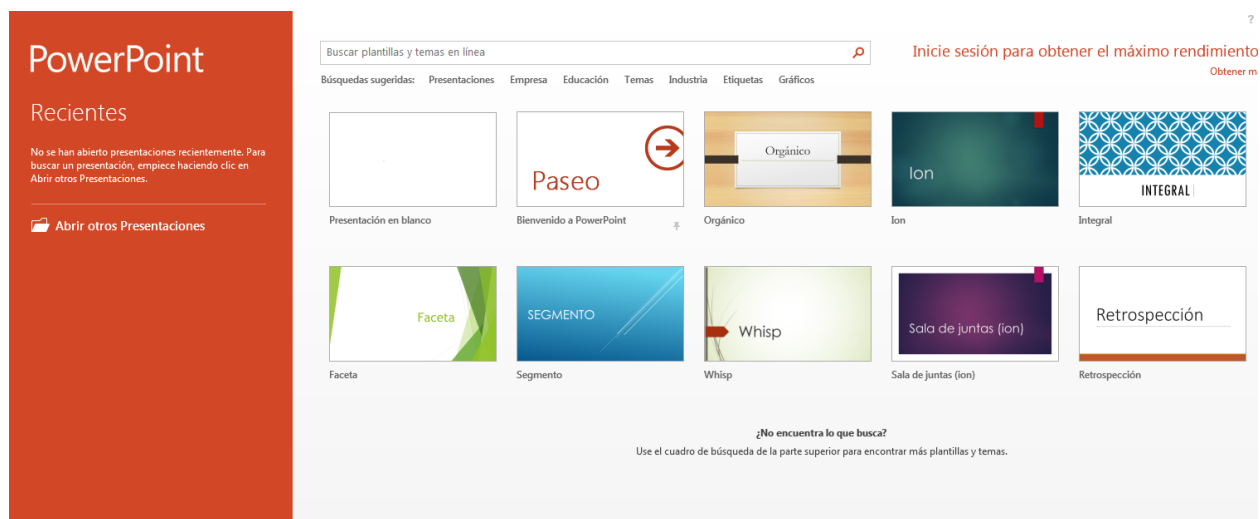 ?
PowerPoint
Buscar plantillas y temas en línea
Inicie sesión para obtener el máximo rendimiento
Obtener m
Búsquedas sugeridas: Presentaciones Empresa Educación Temas Industria Etiquetas Gráficos
Recientes
No se han abierto presentaciones recientemente. Para
buscar un presentación, empiece haciendo clic en
Abrir otros Presentaciones.
Abrir otros Presentaciones
Paseo
Orgánico
Ion
INTEGRAL
Presentación en blanco
Bienvenido a PowerPoint
Orgánico
Ion
Integral
Faceta
SEGMENTO
Whisp
Sala de juntas (ion)
Retrospección
Faceta
Segmento
Whisp
Sala de juntas (ion)
Retrospección
¿No encuentra lo que busca?
Use el cuadro de búsqueda de la parte superior para encontrar más plantillas y temas.